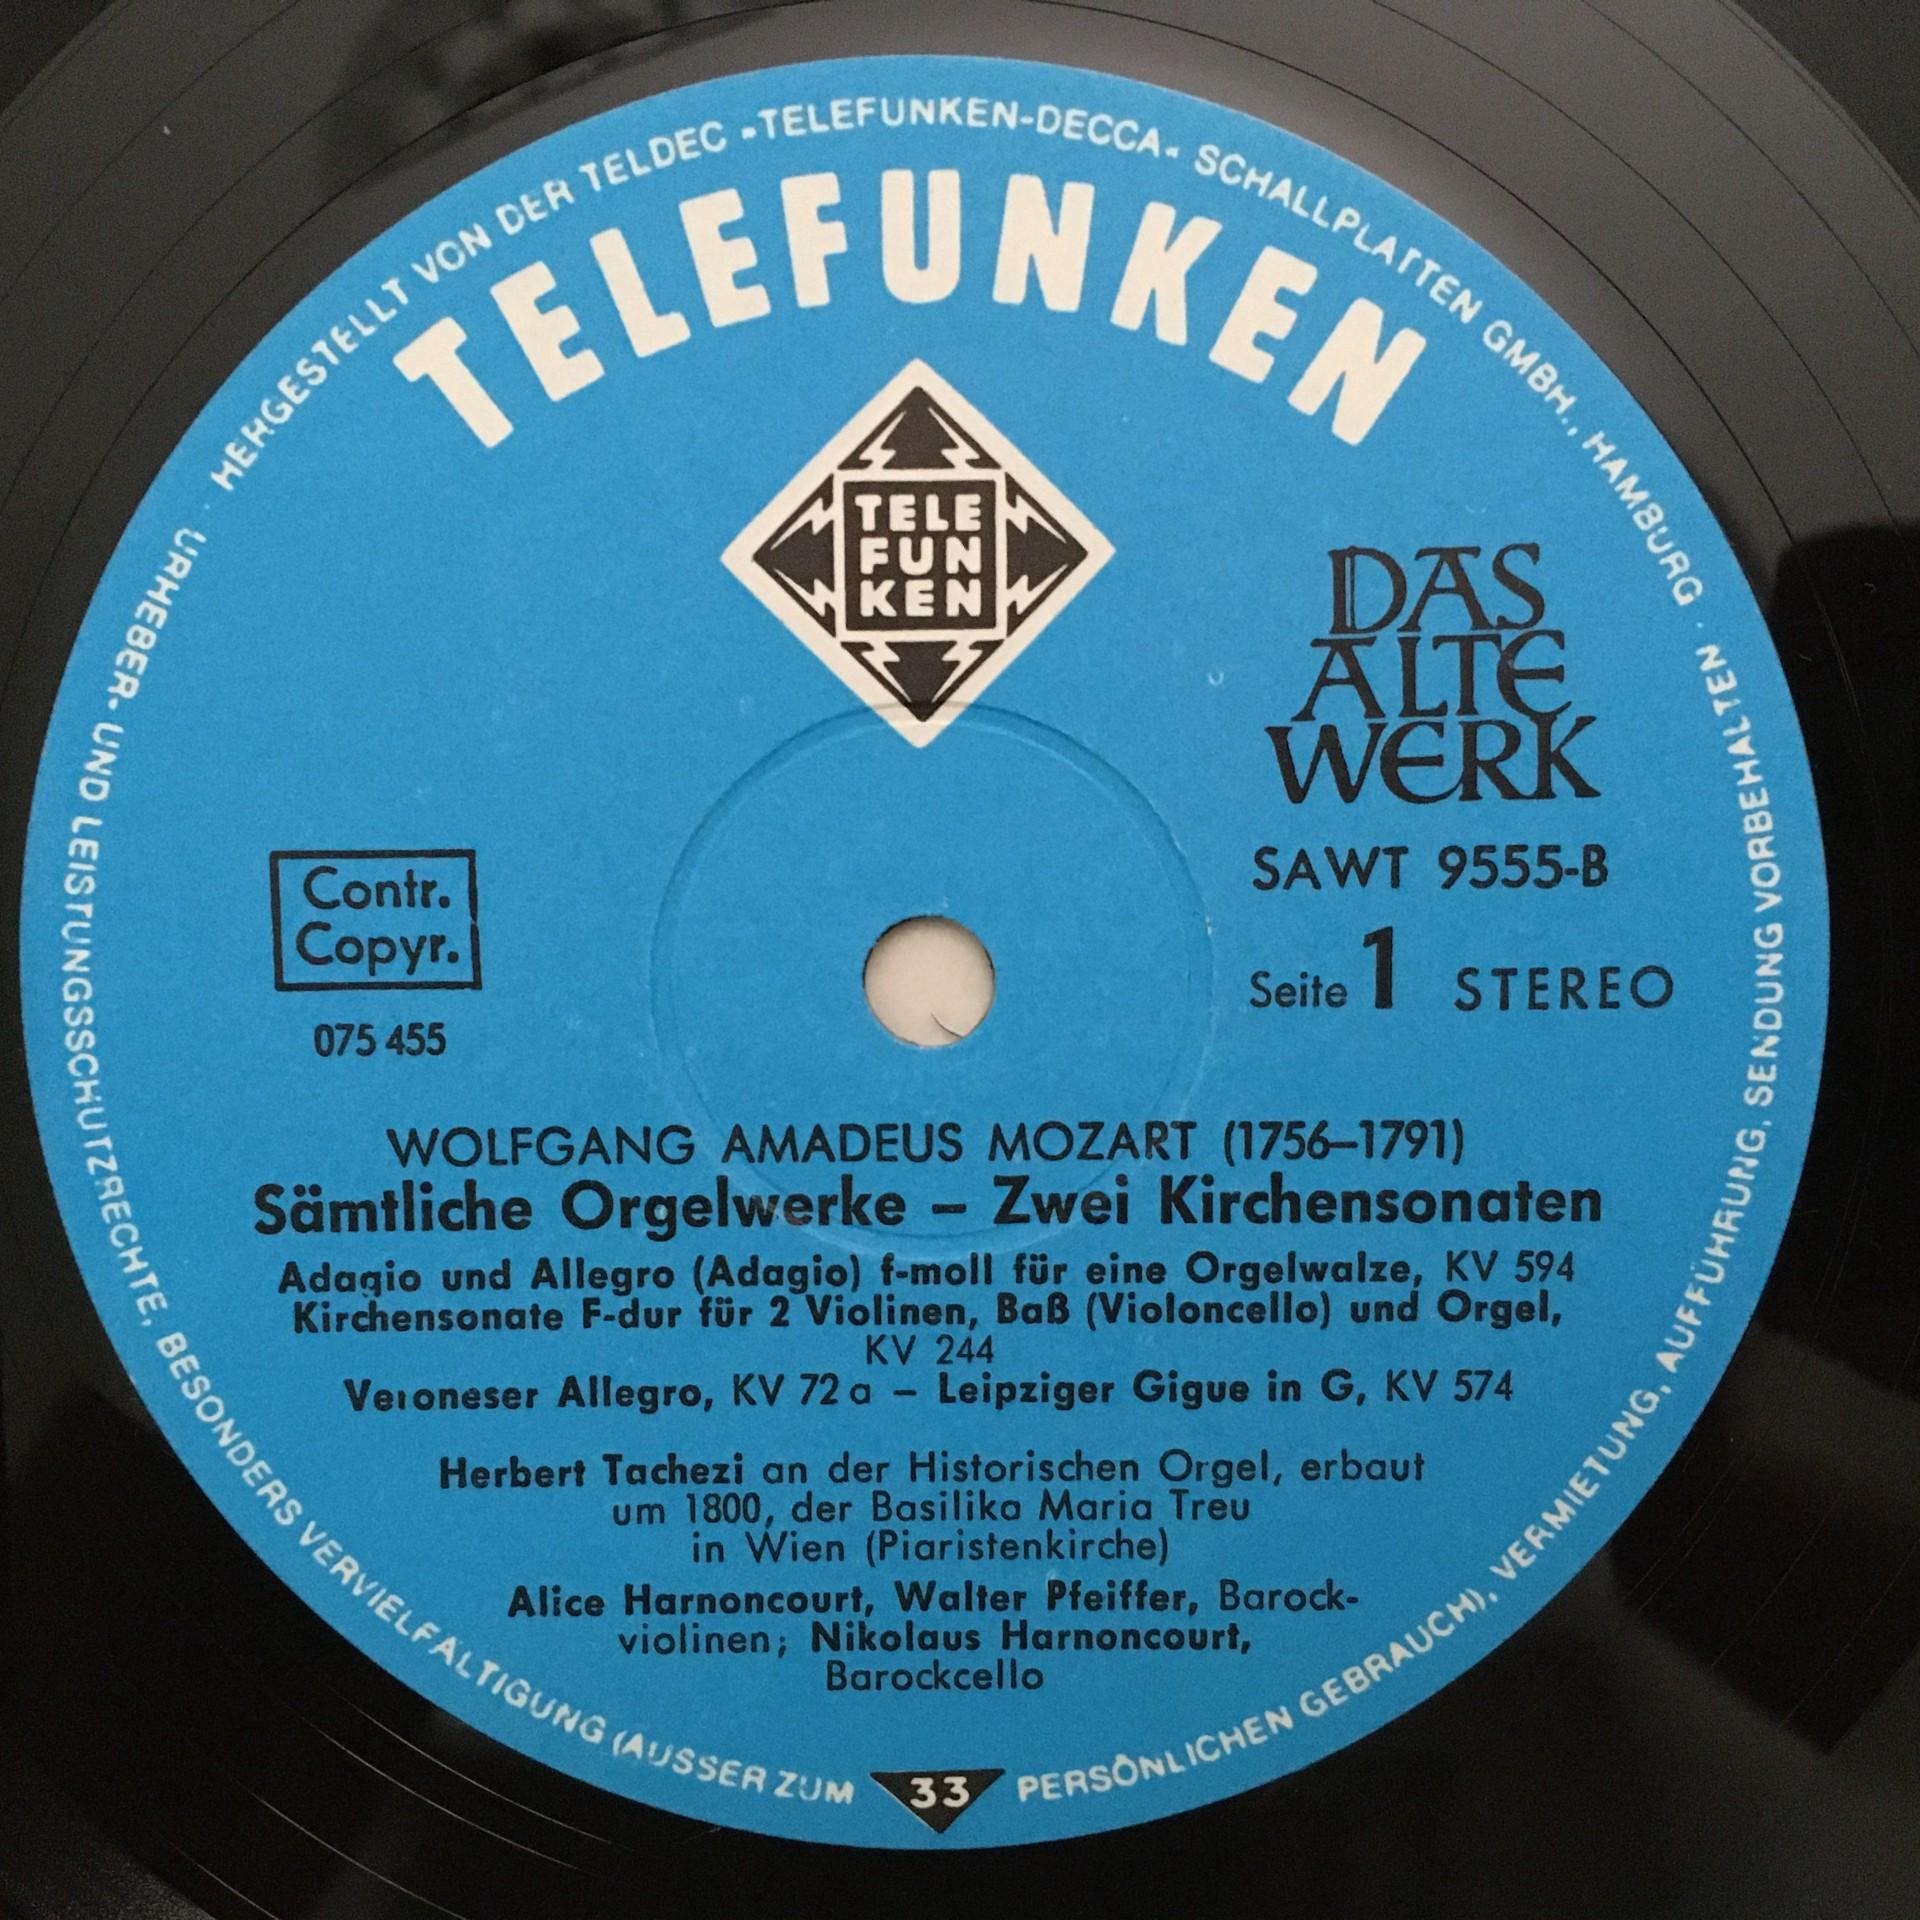 HERGESTELLT VON DER TELDEC »TELEFUNKEN-DECCA« SCHALLPLATTEN GMBH., HAMBURG ·
URHEBER- UND LEISTUNGSSCHUTZRECHTE, BESONDERS VERVIELFÄLTIGUNG (AUSSER ZUM PERSÖNLICHEN GEBRAUCH), VERMIETUNG, AUFFÜHRUNG, SENDUNG VORBEHALTEN
TELEFUNKEN
TELE
FUN
KEN
DAS
ALTE
WERK
SAWT 9555-B
Seite 1 STEREO
Contr.
Copyr.
075 455
WOLFGANG AMADEUS MOZART (1756–1791)
Sämtliche Orgelwerke – Zwei Kirchensonaten
Adagio und Allegro (Adagio) f-moll für eine Orgelwalze, KV 594
Kirchensonate F-dur für 2 Violinen, Baß (Violoncello) und Orgel,
KV 244
Veroneser Allegro, KV 72 a – Leipziger Gigue in G, KV 574
Herbert Tachezi an der Historischen Orgel, erbaut
um 1800, der Basilika Maria Treu
in Wien (Piaristenkirche)
Alice Harnoncourt, Walter Pfeiffer, Barock-
violinen; Nikolaus Harnoncourt,
Barockcello
33